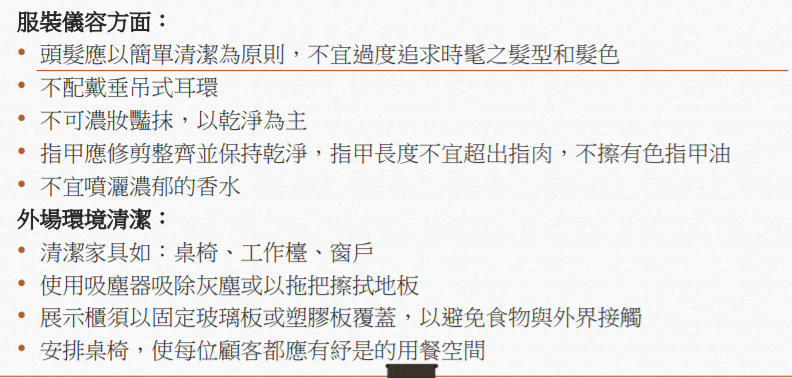 服裝儀容方面：
• 頭髮應以簡單清潔為原則，不宜過度追求時髦之髮型和髮色
• 不配戴垂吊式耳環
• 不可濃妝豔抹，以乾淨為主
• 指甲應修剪整齊並保持乾淨，指甲長度不宜超出指肉，不擦有色指甲油
• 不宜噴灑濃郁的香水
外場環境清潔：
• 清潔家具如：桌椅、工作檯、窗戶
• 使用吸塵器吸除灰塵或以拖把擦拭地板
• 展示櫃須以固定玻璃板或塑膠板覆蓋，以避免食物與外界接觸
• 安排桌椅，使每位顧客都應有紓是的用餐空間